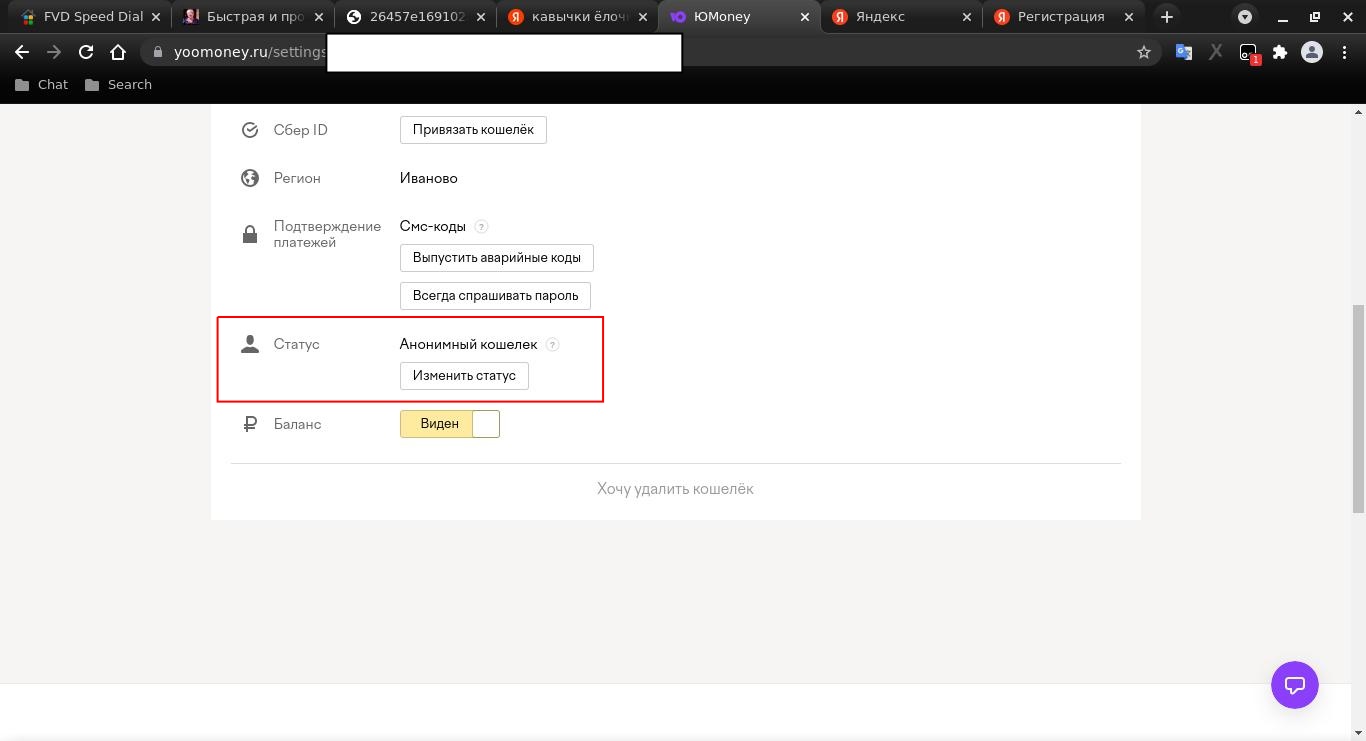 FVD Speed Dial
Быстрая и про
26457e169102
кавычки ёлоч
ЮMoney
Яндекс
Регистрация
yoomoney.ru/settings
1
Chat
Search
Сбер ID
Привязать кошелёк
Регион
Иваново
Подтверждение
платежей
Смс-коды ?
Выпустить аварийные коды
Всегда спрашивать пароль
Статус
Анонимный кошелек ?
Изменить статус
Баланс
Виден
Хочу удалить кошелёк